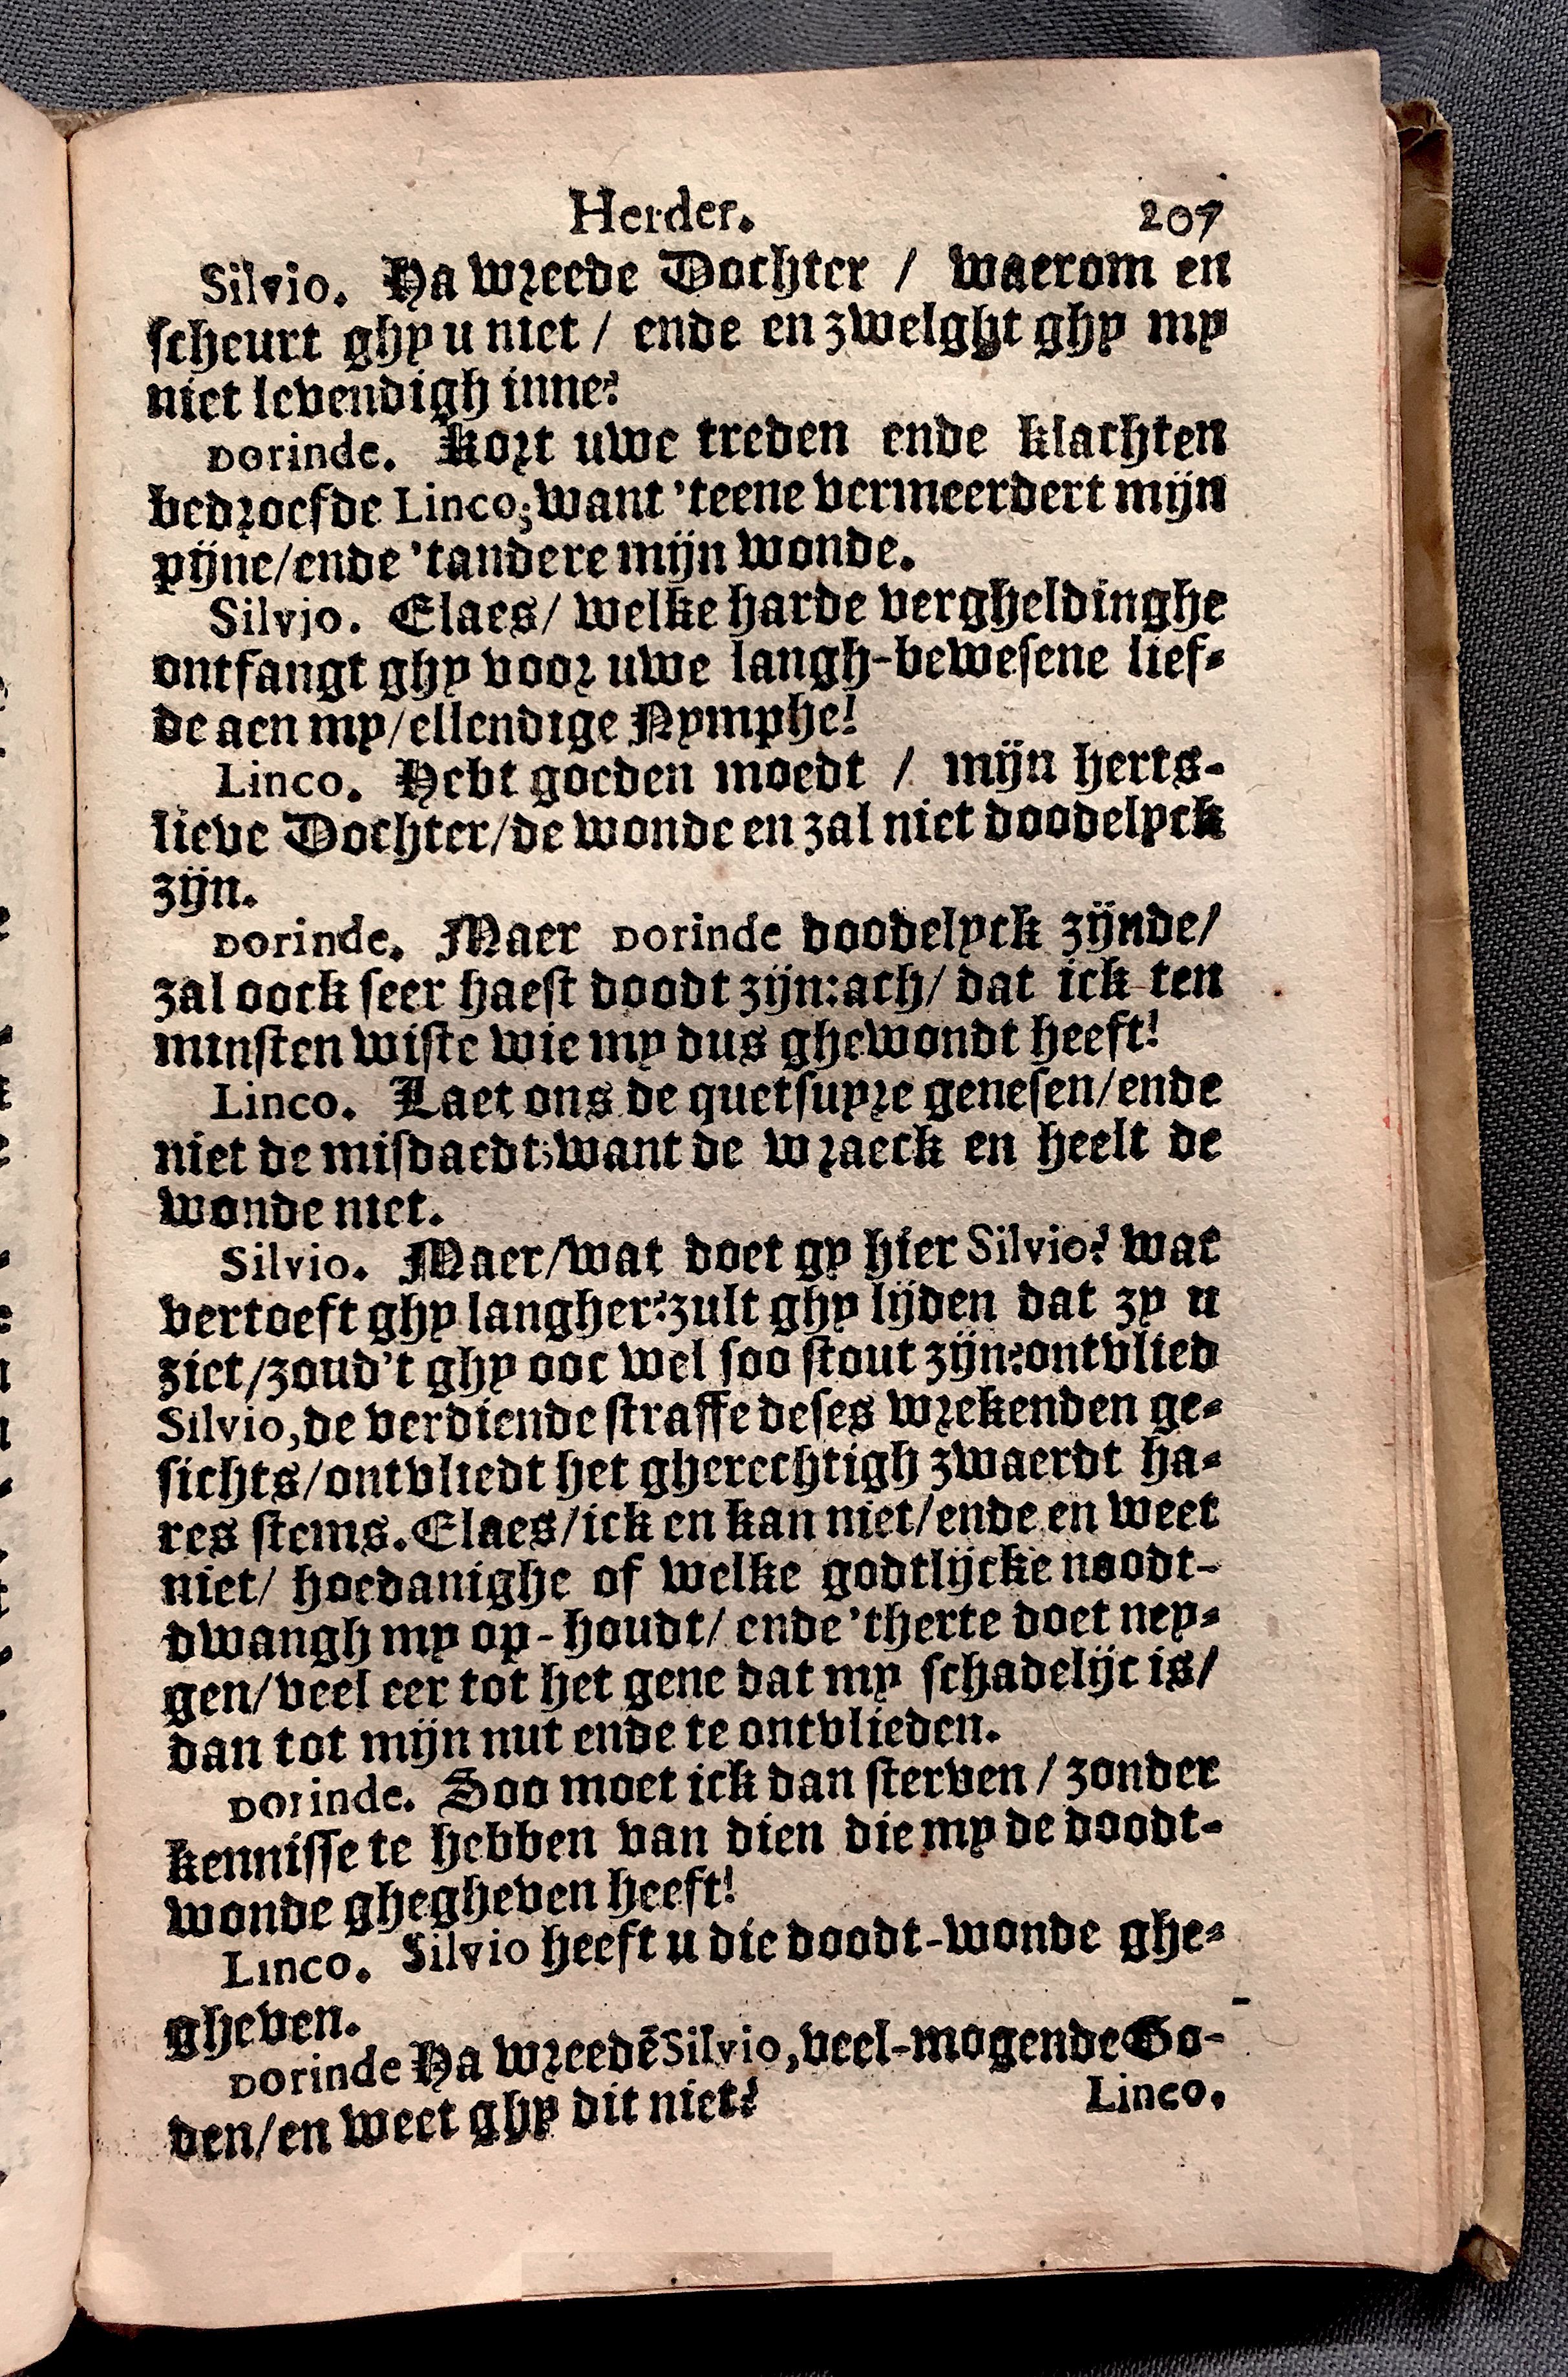 Herder. 207
Silvio. Ha wreede Dochter / waerom en
scheurt ghy u niet / ende en zwelght ghy my
niet levendigh inne?
Dorinde. Kort uwe treden ende klachten
bedroefde Linco; want 'teene vermeerdert mijn
pijne/ende 'tandere mijn wonde.
Silvjo. Elaes/ welke harde vergheldinghe
ontfangt ghy voor uwe langh-bewesene lief-
de aen my/ellendige Nymphe!
Linco. Hebt goeden moedt / mijn herts-
lieve Dochter/de wonde en zal niet doodelyck
zijn.
Dorinde. Maer Dorinde doodelyck zijnde/
zal oock seer haest doodt zijn:ach/ dat ick ten
minsten wiste wie my dus ghewondt heeft!
Linco. Laet ons de quetsuyre genesen/ende
niet de misdaedt;want de wraeck en heelt de
wonde niet.
Silvio. Maer/wat doet gy hier Silvio? wat
vertoeft ghy langher?zult ghy lijden dat zy u
ziet/zoud't ghy ooc wel soo stout zijn?ontvlied
Silvio,de verdiende straffe deses wrekenden ge-
sichts/ontvliedt het gherechtigh zwaerdt ha-
res stems. Elaes/ick en kan niet/ende en weet
niet/ hoedanighe of welke godtlijcke noodt-
dwangh my op-houdt/ ende 'therte doet ney-
gen/veel eer tot het gene dat my schadelijc is/
dan tot mijn nut ende te ontvlieden.
Dorinde. Soo moet ick dan sterven / zonder
kennisse te hebben van dien die my de doodt-
wonde ghegheven heeft!
Linco. Silvio heeft u die doodt-wonde ghe-
gheven.
Dorinde Ha wreedē Silvio,veel-mogende Go-
den/en weet ghy dit niet?
Linco.